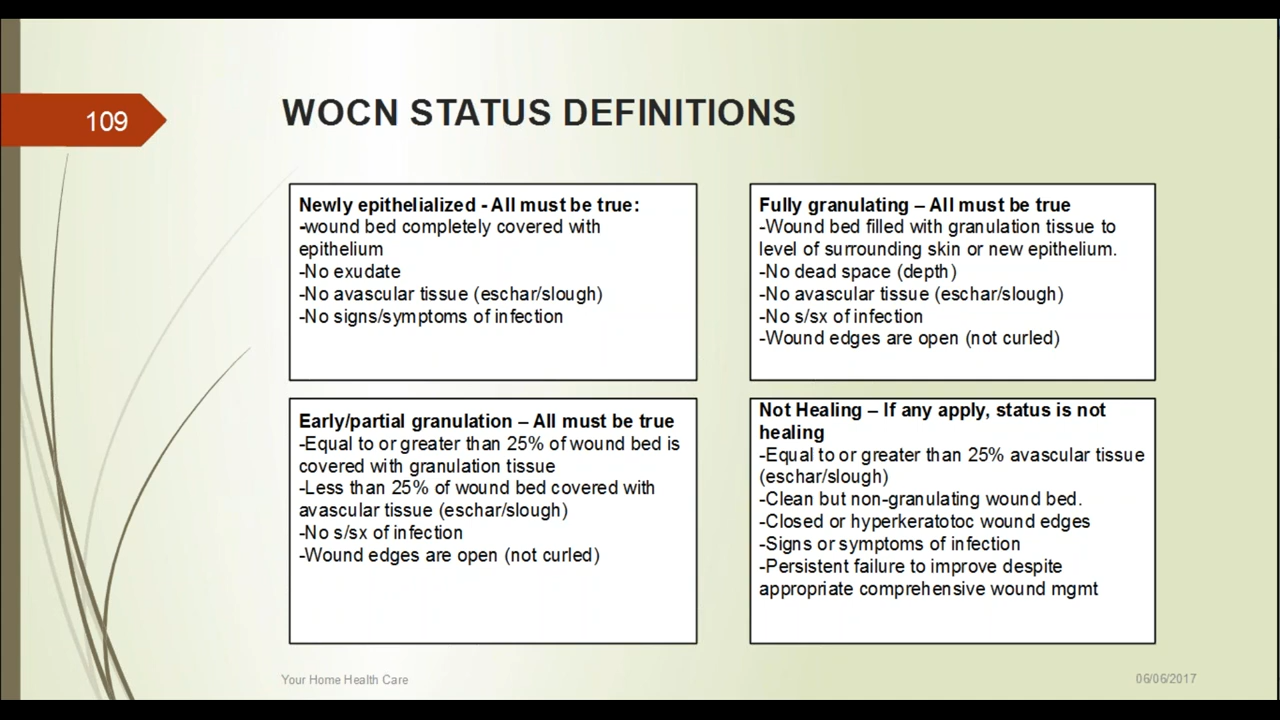 109
WOCN STATUS DEFINITIONS
Newly epithelialized - All must be true:
-wound bed completely covered with
epithelium
-No exudate
-No avascular tissue (eschar/slough)
-No signs/symptoms of infection
Fully granulating – All must be true
-Wound bed filled with granulation tissue to
level of surrounding skin or new epithelium.
-No dead space (depth)
-No avascular tissue (eschar/slough)
-No s/sx of infection
-Wound edges are open (not curled)
Early/partial granulation – All must be true
-Equal to or greater than 25% of wound bed is
covered with granulation tissue
-Less than 25% of wound bed covered with
avascular tissue (eschar/slough)
-No s/sx of infection
-Wound edges are open (not curled)
Not Healing – If any apply, status is not
healing
-Equal to or greater than 25% avascular tissue
(eschar/slough)
-Clean but non-granulating wound bed.
-Closed or hyperkeratotoc wound edges
-Signs or symptoms of infection
-Persistent failure to improve despite
appropriate comprehensive wound mgmt
Your Home Health Care
06/06/2017